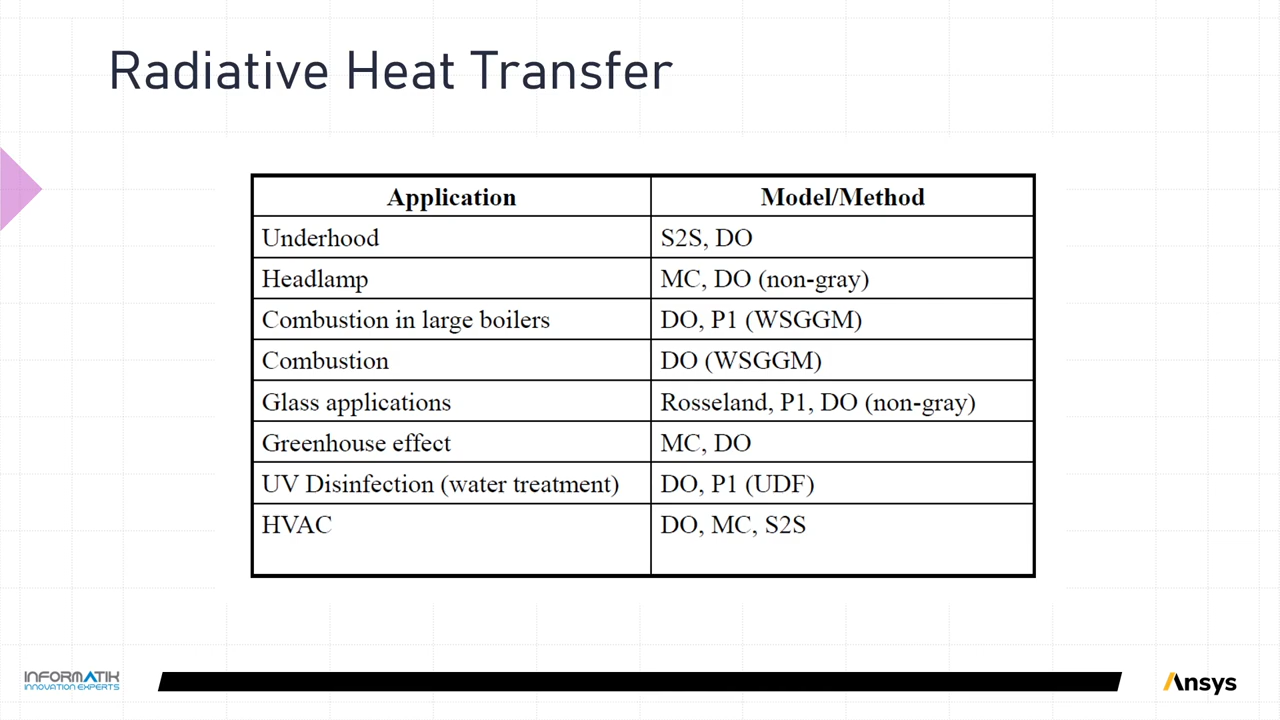 Radiative Heat Transfer
Application Model/Method
Underhood S2S, DO
Headlamp MC, DO (non-gray)
Combustion in large boilers DO, P1 (WSGGM)
Combustion DO (WSGGM)
Glass applications Rosseland, P1, DO (non-gray)
Greenhouse effect MC, DO
UV Disinfection (water treatment) DO, P1 (UDF)
HVAC DO, MC, S2S
INFORMATIK
INNOVATION EXPERTS
Ansys